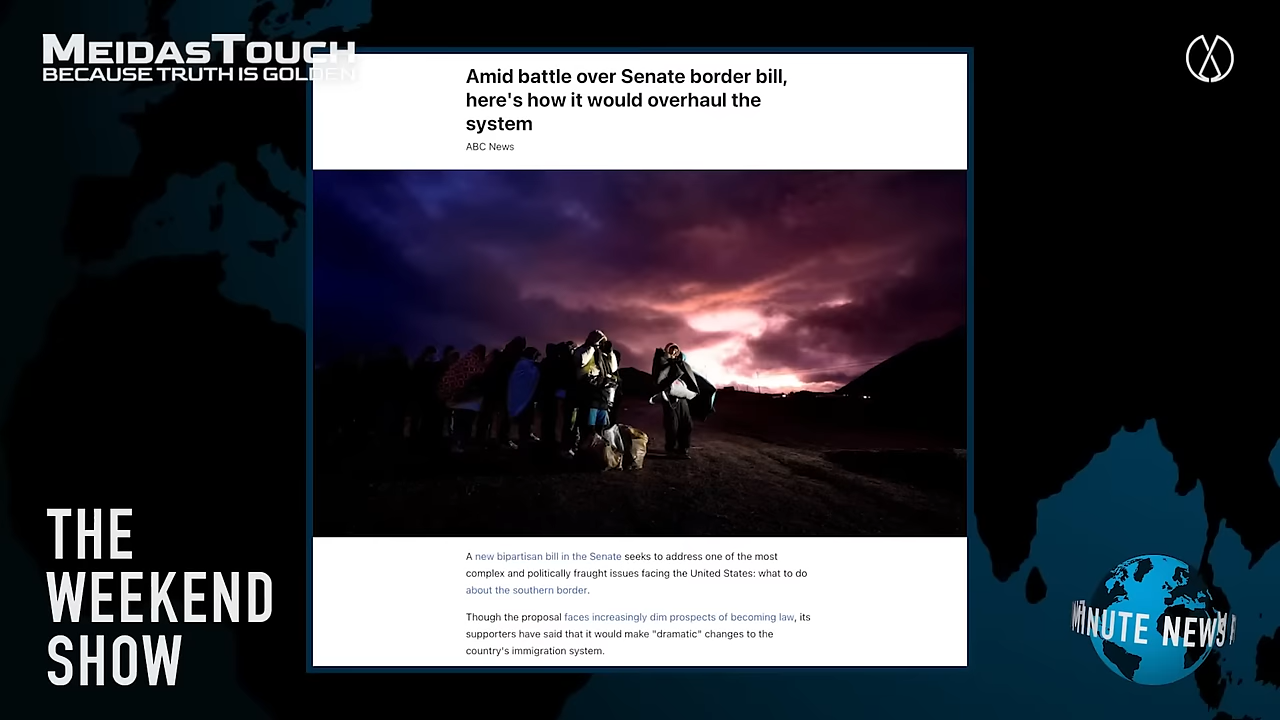 MEIDASTOUCH
BECAUSE TRUTH IS GOLDEN
Amid battle over Senate border bill,
here's how it would overhaul the
system
ABC News
A new bipartisan bill in the Senate seeks to address one of the most
complex and politically fraught issues facing the United States: what to do
about the southern border.
Though the proposal faces increasingly dim prospects of becoming law, its
supporters have said that it would make "dramatic" changes to the
country's immigration system.
THE
WEEKEND
SHOW
MINUTE NEWS